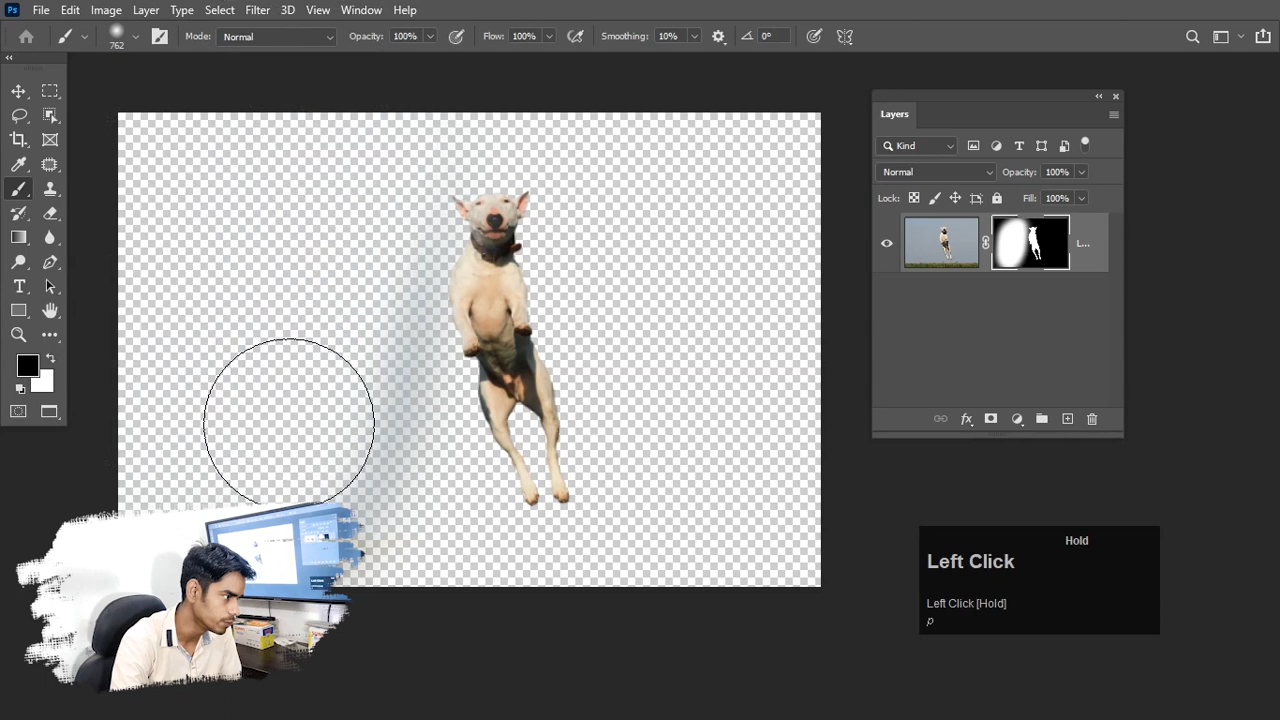 Ps File Edit Image Layer Type Select Filter 3D View Window Help
762 Mode: Normal Opacity: 100% Flow: 100% Smoothing: 10% 0°
Layers
Kind
Normal Opacity: 100%
Lock: Fill: 100%
L...
Hold
Left Click
Left Click [Hold]
p